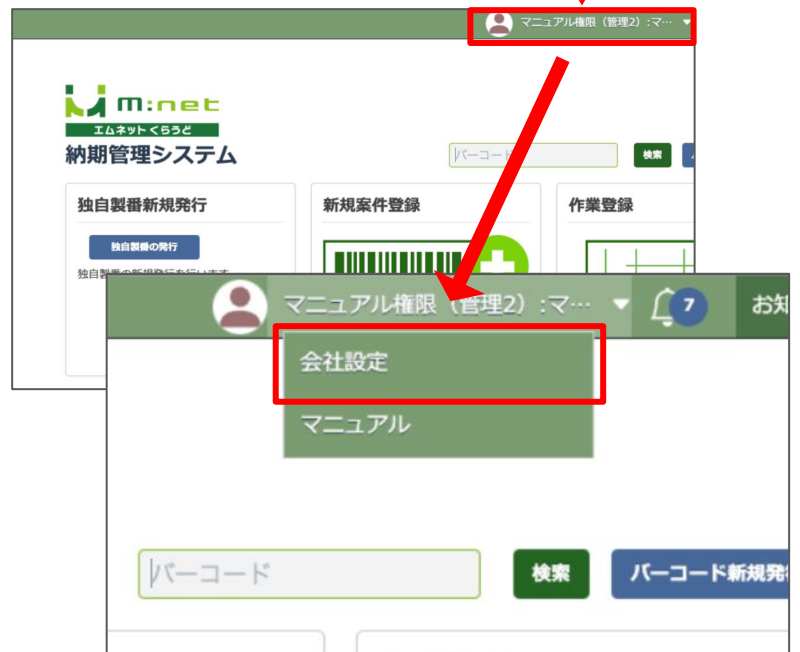 マニュアル権限（管理2）:マ…
m:net
エムネットくらうど
納期管理システム
バーコード
検索
独自製番新規発行
新規案件登録
作業登録
独自製番の発行
マニュアル権限（管理2）:マ…
7
お知
会社設定
マニュアル
バーコード
検索
バーコード新規発